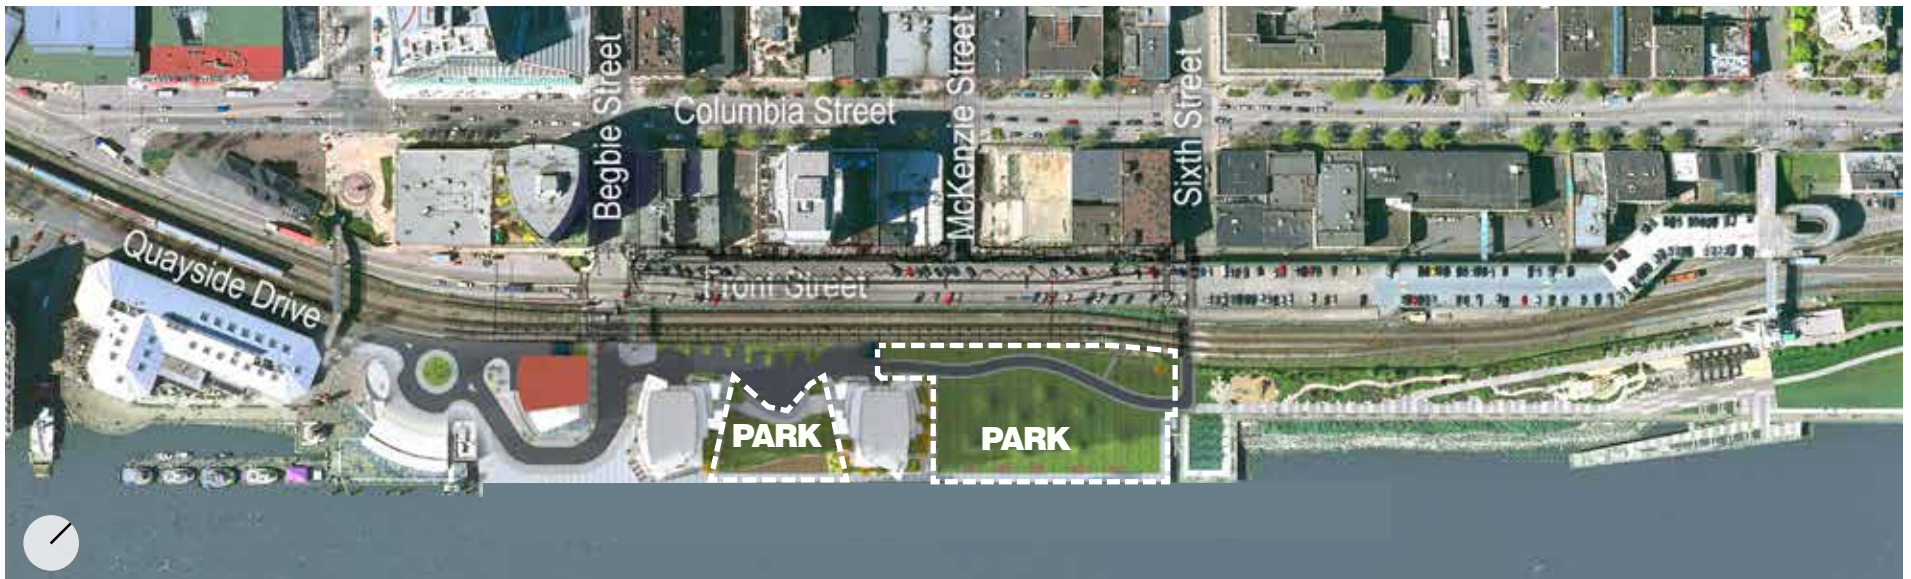 Begbie Street
Columbia Street
McKenzie Street
Sixth Street
Quayside Drive
Front Street
PARK
PARK